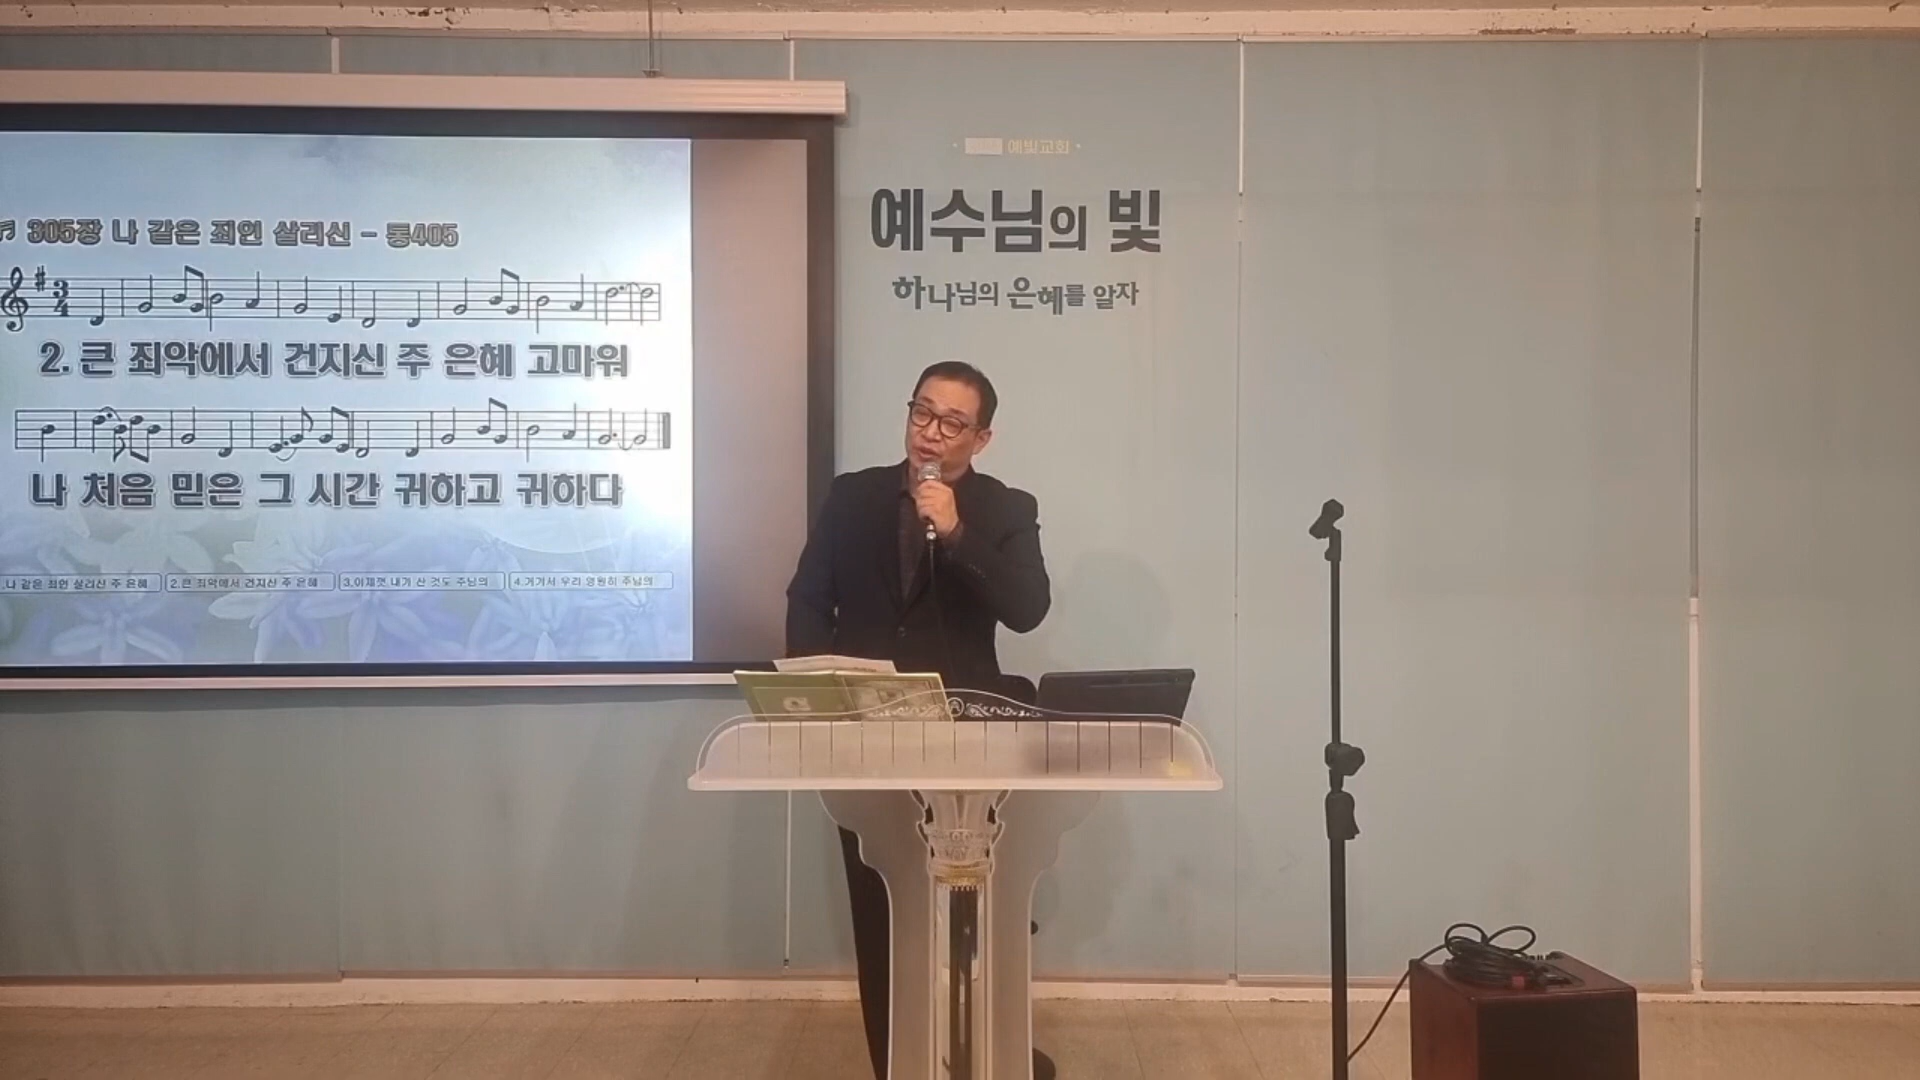 305장 나 같은 죄인 살리신 - 통405
2. 큰 죄악에서 건지신 주 은혜 고마워
나 처음 믿은 그 시간 귀하고 귀하다
1.나 같은 죄인 살리신 주 은혜
2.큰 죄악에서 건지신 주 은혜
3.이제껏 내가 산 것도 주님의
4.거기서 우리 영원히 주님의
예빛교회
예수님의 빛
하나님의 은혜를 알자